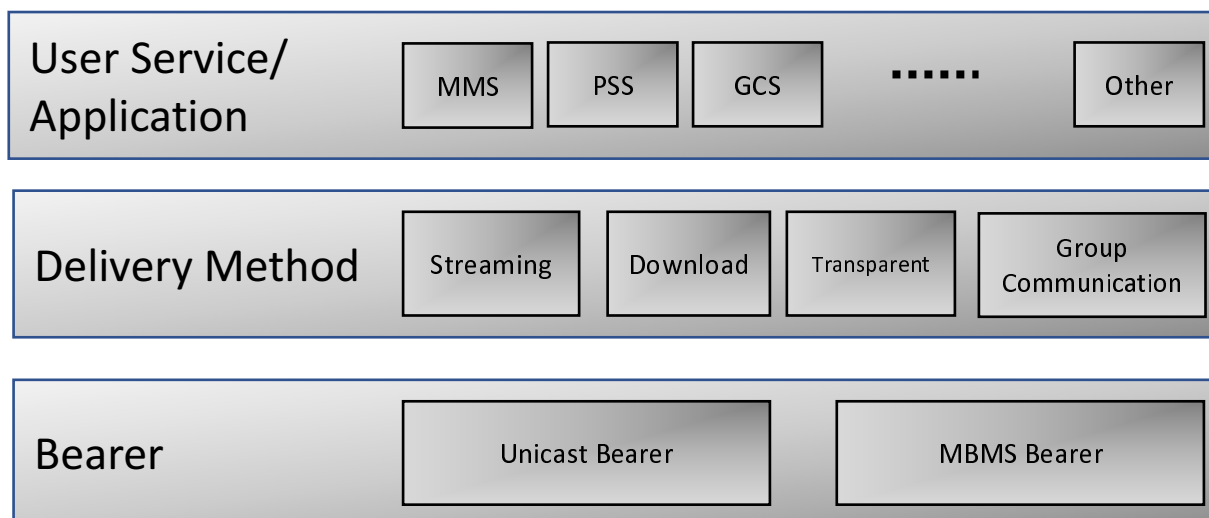 User Service/
Application
MMS
PSS
GCS
......
Other
Delivery Method
Streaming
Download
Transparent
Group
Communication
Bearer
Unicast Bearer
MBMS Bearer